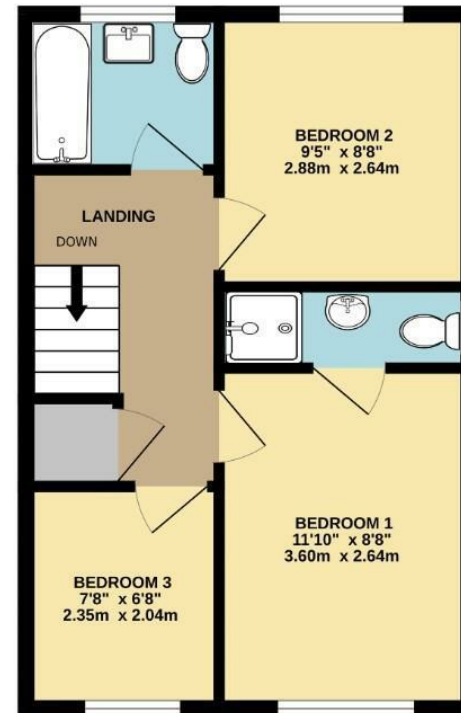 BEDROOM 2
9'5" x 8'8"
2.88m x 2.64m
LANDING
DOWN
BEDROOM 1
11'10" x 8'8"
3.60m x 2.64m
BEDROOM 3
7'8" x 6'8"
2.35m x 2.04m